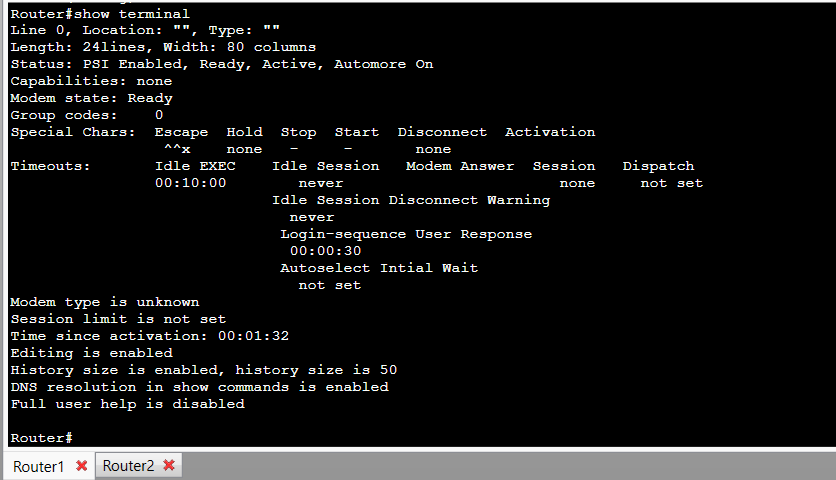 Router#show terminal
Line 0, Location: "", Type: ""
Length: 24lines, Width: 80 columns
Status: PSI Enabled, Ready, Active, Automore On
Capabilities: none
Modem state: Ready
Group codes:    0
Special Chars:  Escape  Hold  Stop  Start  Disconnect  Activation
                 ^^x    none   -     -       none
Timeouts:       Idle EXEC    Idle Session   Modem Answer  Session   Dispatch
                00:10:00        never                        none     not set
                             Idle Session Disconnect Warning
                               never
                              Login-sequence User Response
                               00:00:30
                              Autoselect Intial Wait
                                not set
Modem type is unknown
Session limit is not set
Time since activation: 00:01:32
Editing is enabled
History size is enabled, history size is 50
DNS resolution in show commands is enabled
Full user help is disabled
Router#
Router1 Router2